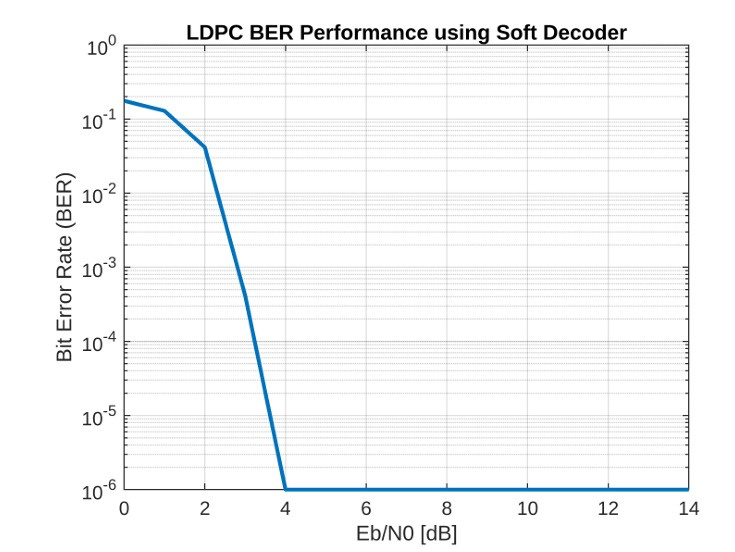 LDPC BER Performance using Soft Decoder
10^0
10^-1
10^-2
10^-3
10^-4
10^-5
10^-6
Bit Error Rate (BER)
0 2 4 6 8 10 12 14
Eb/N0 [dB]